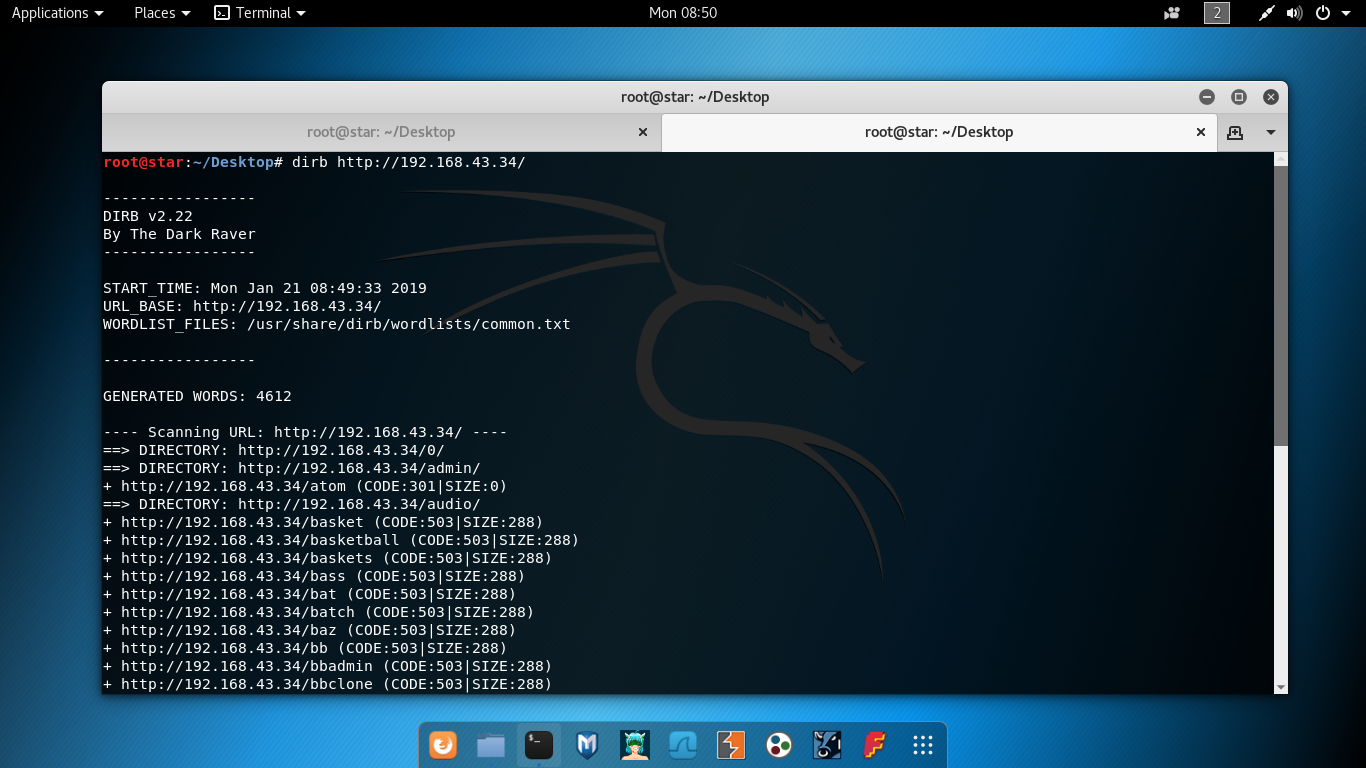 Applications Places Terminal Mon 08:50 2
root@star: ~/Desktop
root@star: ~/Desktop root@star: ~/Desktop
root@star:~/Desktop# dirb http://192.168.43.34/
-----------------
DIRB v2.22
By The Dark Raver
-----------------
START_TIME: Mon Jan 21 08:49:33 2019
URL_BASE: http://192.168.43.34/
WORDLIST_FILES: /usr/share/dirb/wordlists/common.txt
-----------------
GENERATED WORDS: 4612
---- Scanning URL: http://192.168.43.34/ ----
==> DIRECTORY: http://192.168.43.34/0/
==> DIRECTORY: http://192.168.43.34/admin/
+ http://192.168.43.34/atom (CODE:301|SIZE:0)
==> DIRECTORY: http://192.168.43.34/audio/
+ http://192.168.43.34/basket (CODE:503|SIZE:288)
+ http://192.168.43.34/basketball (CODE:503|SIZE:288)
+ http://192.168.43.34/baskets (CODE:503|SIZE:288)
+ http://192.168.43.34/bass (CODE:503|SIZE:288)
+ http://192.168.43.34/bat (CODE:503|SIZE:288)
+ http://192.168.43.34/batch (CODE:503|SIZE:288)
+ http://192.168.43.34/baz (CODE:503|SIZE:288)
+ http://192.168.43.34/bb (CODE:503|SIZE:288)
+ http://192.168.43.34/bbadmin (CODE:503|SIZE:288)
+ http://192.168.43.34/bbclone (CODE:503|SIZE:288)